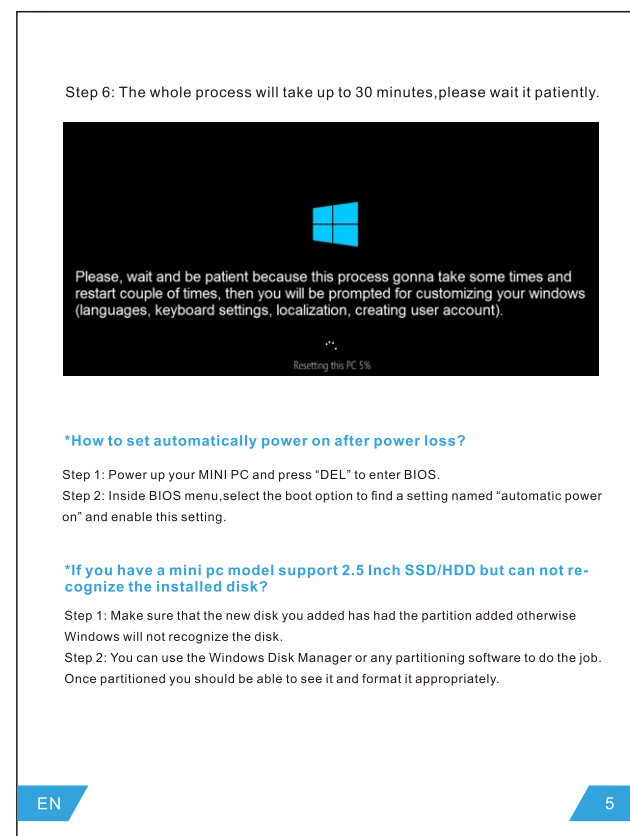 Step 6: The whole process will take up to 30 minutes,please wait it patiently.
Please, wait and be patient because this process gonna take some times and
restart couple of times, then you will be prompted for customizing your windows
(languages, keyboard settings, localization, creating user account).
Resetting this PC 5%
*How to set automatically power on after power loss?
Step 1: Power up your MINI PC and press “DEL” to enter BIOS.
Step 2: Inside BIOS menu,select the boot option to find a setting named “automatic power
on” and enable this setting.
*If you have a mini pc model support 2.5 Inch SSD/HDD but can not re-
cognize the installed disk?
Step 1: Make sure that the new disk you added has had the partition added otherwise
Windows will not recognize the disk.
Step 2: You can use the Windows Disk Manager or any partitioning software to do the job.
Once partitioned you should be able to see it and format it appropriately.
EN
5